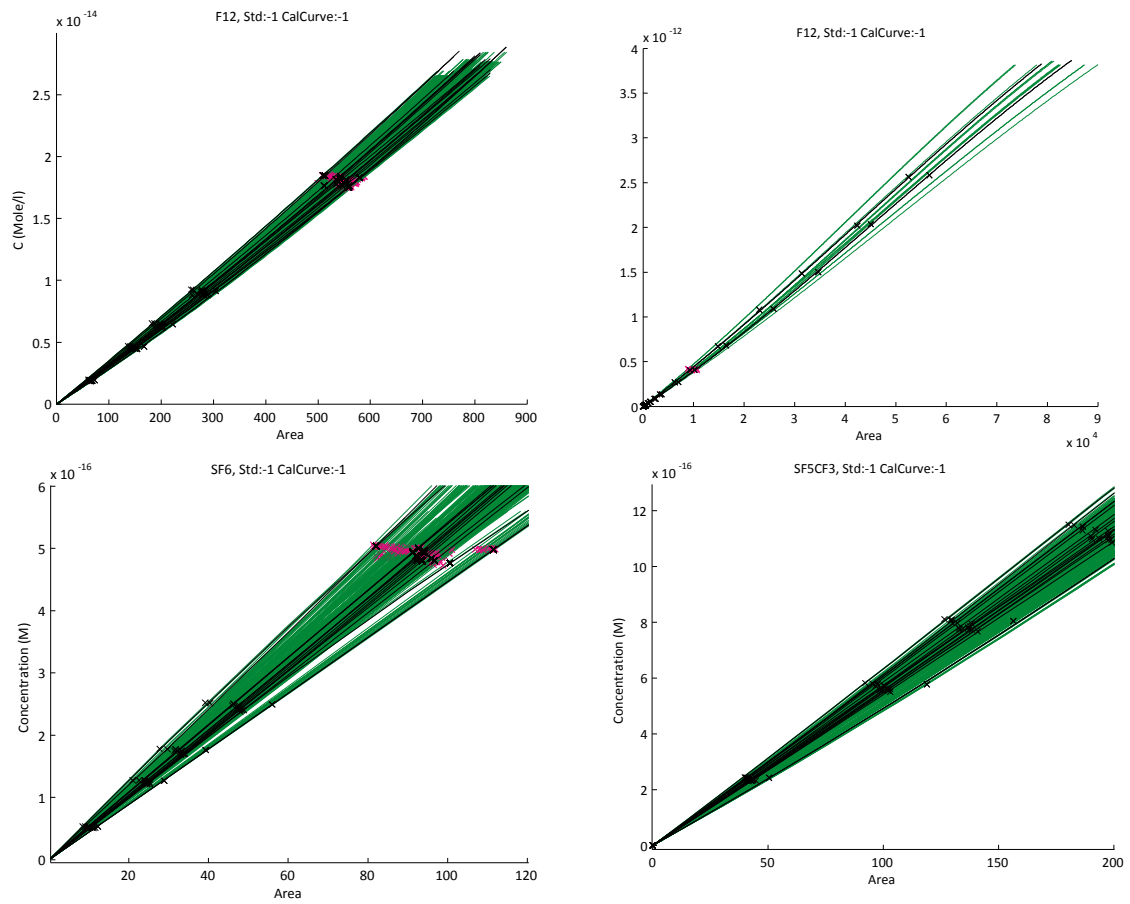 x 10 -14
F12, Std:-1 CalCurve:-1
2.5
2
1.5
1
0.5
0
C (Mole/l)
0 100 200 300 400 500 600 700 800 900
Area
x 10 -12
F12, Std:-1 CalCurve:-1
4
3.5
3
2.5
2
1.5
1
0.5
0
0 1 2 3 4 5 6 7 8 9
Area
x 10 4
x 10 -16
SF6, Std:-1 CalCurve:-1
6
5
4
3
2
1
0
Concentration (M)
20 40 60 80 100 120
Area
x 10 -16
SF5CF3, Std:-1 CalCurve:-1
12
10
8
6
4
2
0
Concentration (M)
0 50 100 150 200
Area